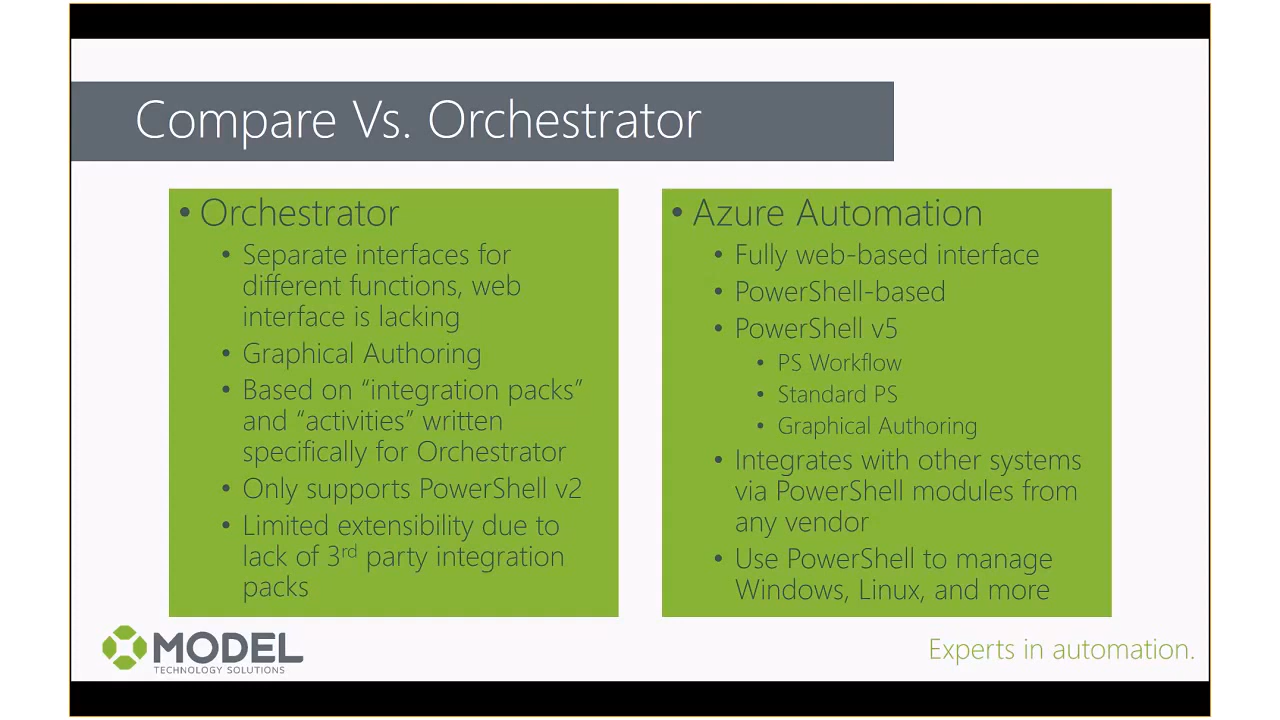 Compare Vs. Orchestrator
• Orchestrator
• Separate interfaces for
different functions, web
interface is lacking
• Graphical Authoring
• Based on “integration packs”
and “activities” written
specifically for Orchestrator
• Only supports PowerShell v2
• Limited extensibility due to
lack of 3rd party integration
packs
• Azure Automation
• Fully web-based interface
• PowerShell-based
• PowerShell v5
• PS Workflow
• Standard PS
• Graphical Authoring
• Integrates with other systems
via PowerShell modules from
any vendor
• Use PowerShell to manage
Windows, Linux, and more
MODEL
TECHNOLOGY SOLUTIONS
Experts in automation.